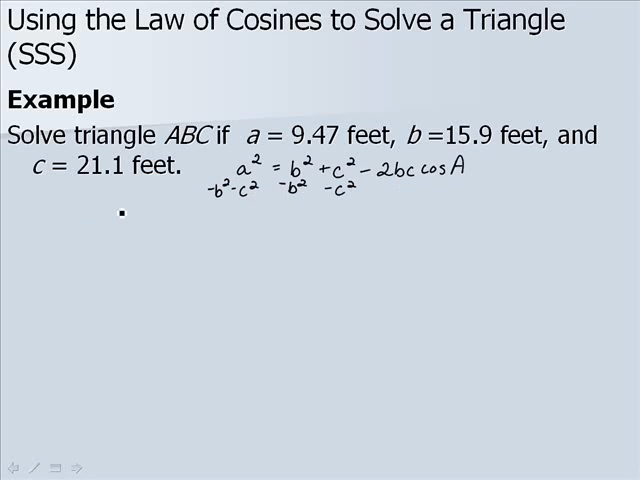 Using the Law of Cosines to Solve a Triangle
(SSS)
Example
Solve triangle ABC if a = 9.47 feet, b =15.9 feet, and
c = 21.1 feet. a² = b² + c² - 2bc cos A
-b² -c² -b² -c²